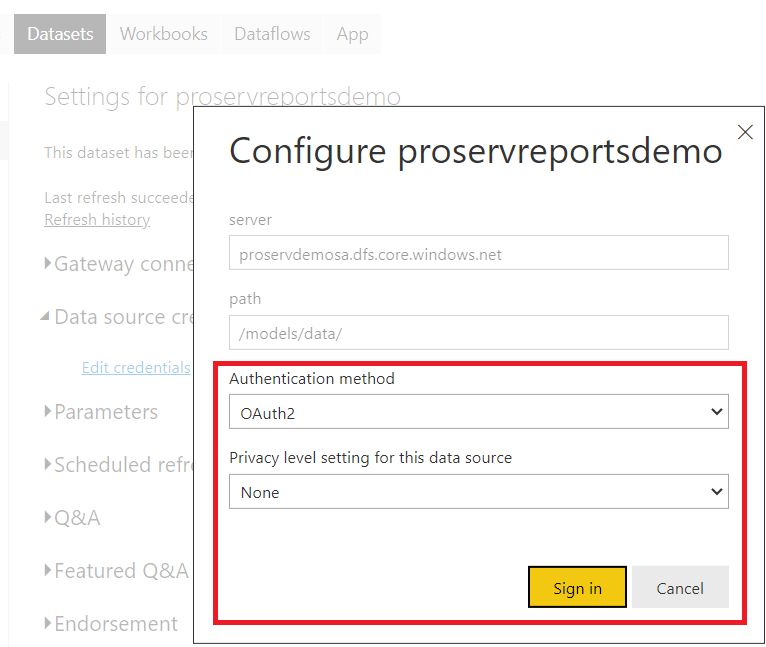 Datasets Workbooks Dataflows App
Settings for proservreportsdemo
This dataset has been
Last refresh succeede
Refresh history
Gateway conne
Data source cre
Edit credentials
Parameters
Scheduled refre
Q&A
Featured Q&A
Endorsement
Configure proservreportsdemo
server
proservdemosa.dfs.core.windows.net
path
/models/data/
Authentication method
OAuth2
Privacy level setting for this data source
None
Sign in Cancel